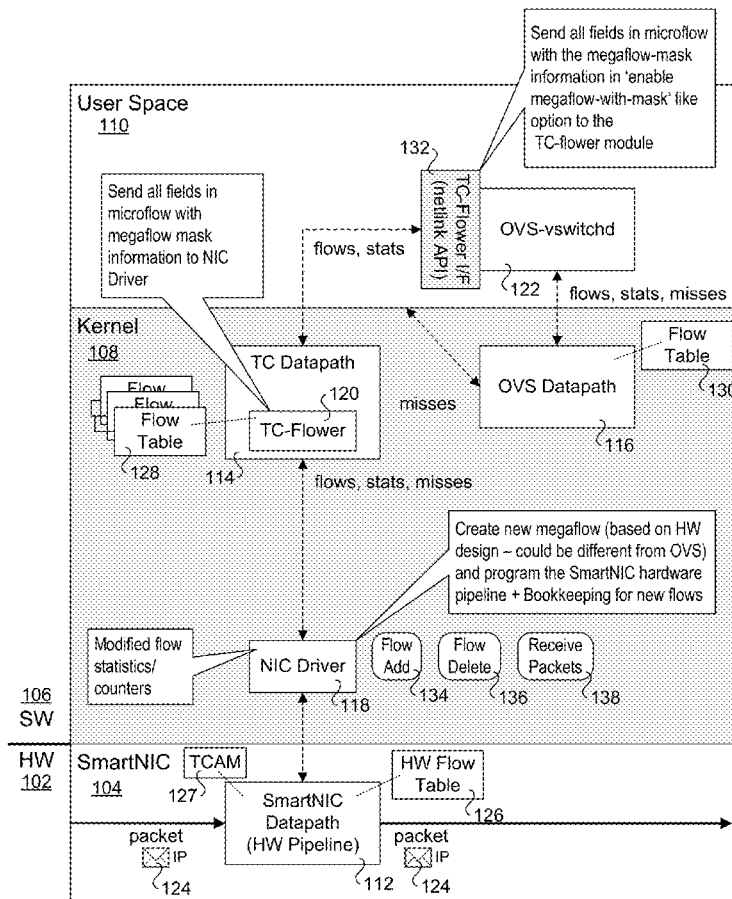 Send all fields in microflow
with the megaflow-mask
information in ‘enable
megaflow-with-mask’ like
option to the
TC-flower module
User Space
110
132
TC-Flower I/F
(netlink API)
OVS-vswitchd
122
Send all fields in
microflow with
megaflow mask
information to NIC
Driver
flows, stats
flows, stats, misses
Kernel
108
TC Datapath
120
TC-Flower
114
Flow
Flow
Flow
Table
128
misses
OVS Datapath
116
Flow
Table
130
flows, stats, misses
Create new megaflow (based on HW
design – could be different from OVS)
and program the SmartNIC hardware
pipeline + Bookkeeping for new flows
Modified flow
statistics/
counters
NIC Driver
118
Flow
Add
134
Flow
Delete
136
Receive
Packets
138
106
SW
HW
102
SmartNIC
104
TCAM
127
SmartNIC
Datapath
(HW Pipeline)
112
HW Flow
Table
126
packet
IP
124
packet
IP
124